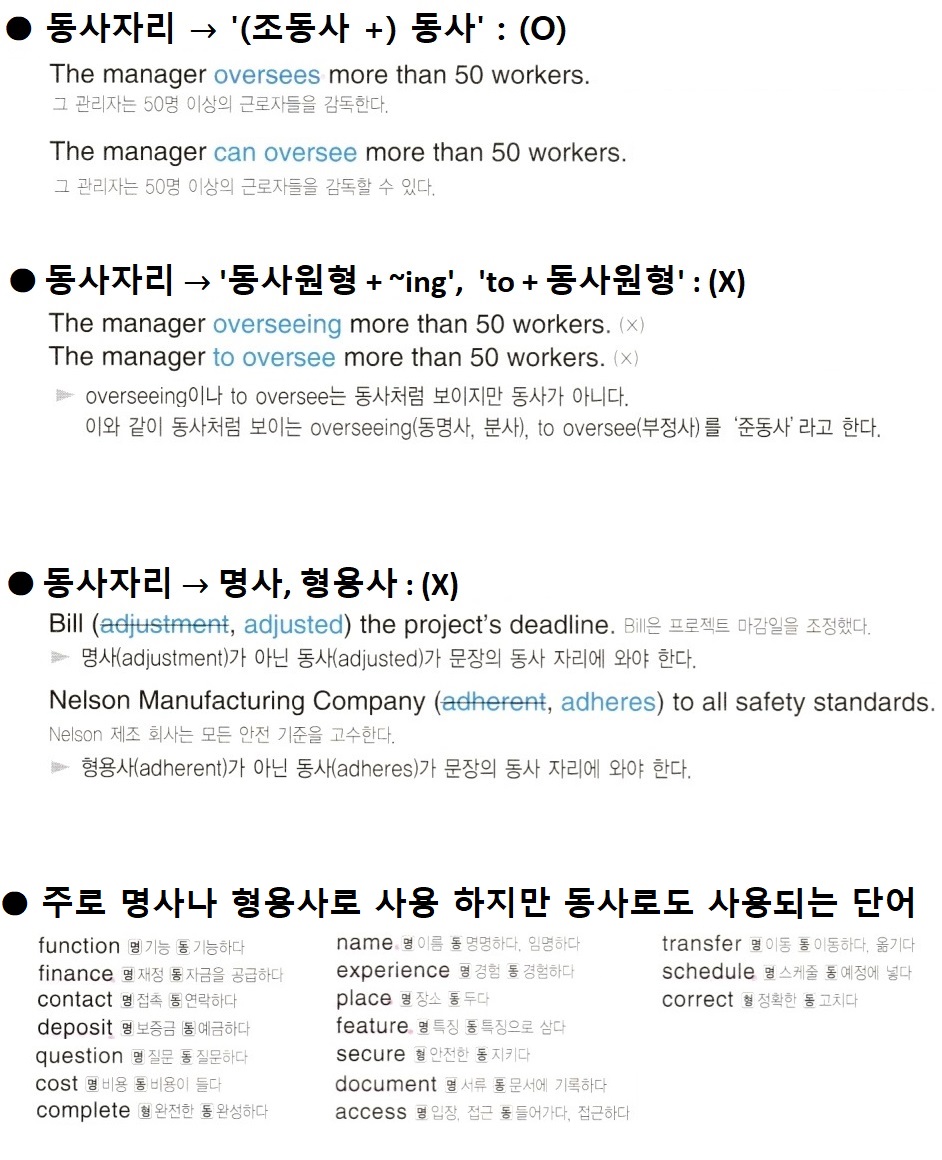 ● 동사자리 → '(조동사 +) 동사' : (O)
The manager oversees more than 50 workers.
그 관리자는 50명 이상의 근로자들을 감독한다.
The manager can oversee more than 50 workers.
그 관리자는 50명 이상의 근로자들을 감독할 수 있다.
● 동사자리 → '동사원형 + ~ing', 'to + 동사원형' : (X)
The manager overseeing more than 50 workers. (×)
The manager to oversee more than 50 workers. (×)
overseeing이나 to oversee는 동사처럼 보이지만 동사가 아니다.
이와 같이 동사처럼 보이는 overseeing(동명사, 분사), to oversee(부정사)를 '준동사'라고 한다.
● 동사자리 → 명사, 형용사 : (X)
Bill (adjustment, adjusted) the project's deadline. Bill은 프로젝트 마감일을 조정했다.
명사(adjustment)가 아닌 동사(adjusted)가 문장의 동사 자리에 와야 한다.
Nelson Manufacturing Company (adherent, adheres) to all safety standards.
Nelson 제조 회사는 모든 안전 기준을 고수한다.
형용사(adherent)가 아닌 동사(adheres)가 문장의 동사 자리에 와야 한다.
● 주로 명사나 형용사로 사용 하지만 동사로도 사용되는 단어
function 명 기능 동 기능하다
finance 명 재정 동 자금을 공급하다
contact 명 접촉 동 연락하다
deposit 명 보증금 동 예금하다
question 명 질문 동 질문하다
cost 명 비용 동 비용이 들다
complete 형 완전한 동 완성하다
name 명 이름 동 명명하다, 임명하다
experience 명 경험 동 경험하다
place 명 장소 동 두다
feature 명 특징 동 특징으로 삼다
secure 형 안전한 동 지키다
document 명 서류 동 문서에 기록하다
access 명 입장, 접근 동 들어가다, 접근하다
transfer 명 이동 동 이동하다, 옮기다
schedule 명 스케줄 동 예정에 넣다
correct 형 정확한 동 고치다